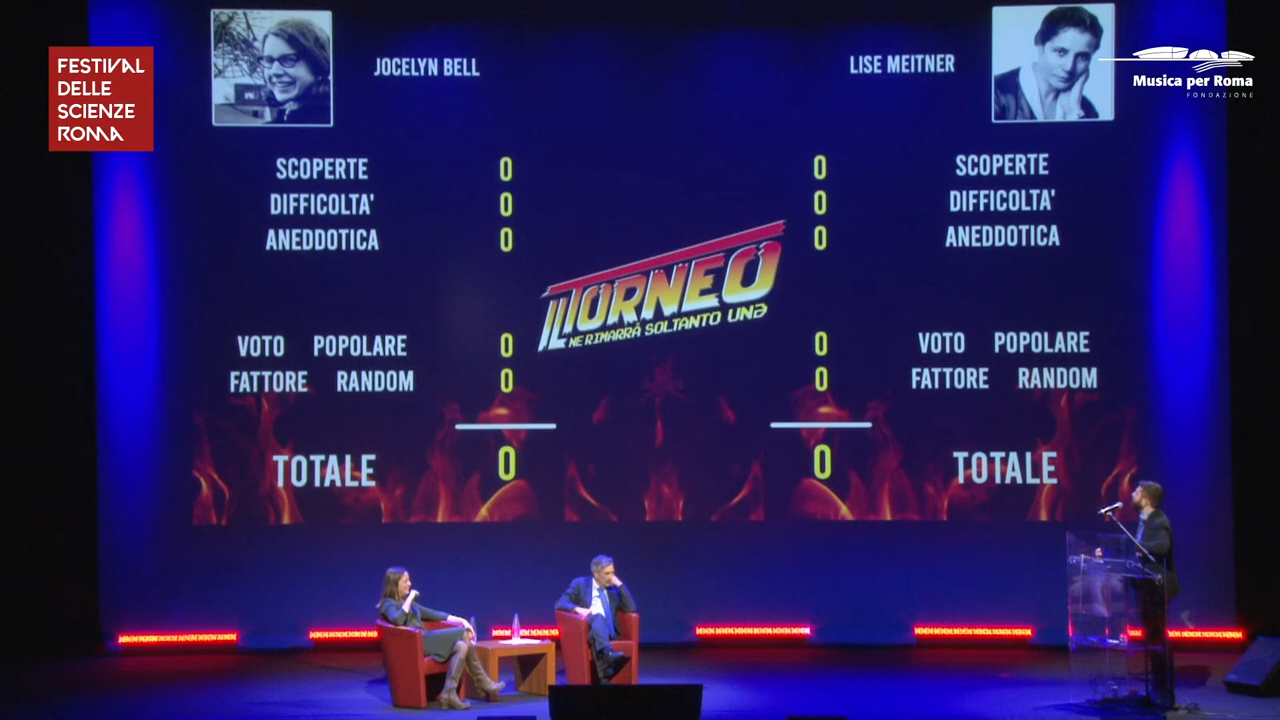 FESTIVAL
DELLE
SCIENZE
ROMA
JOCELYN BELL
LISE MEITNER
Musica per Roma
FONDAZIONE
SCOPERTE 0
DIFFICOLTA' 0
ANEDDOTICA 0
VOTO POPOLARE 0
FATTORE RANDOM 0
TOTALE 0
IL TORNEO
NE RIMARRÀ SOLTANTO UNƏ
0 SCOPERTE
0 DIFFICOLTA'
0 ANEDDOTICA
0 VOTO POPOLARE
0 FATTORE RANDOM
0 TOTALE